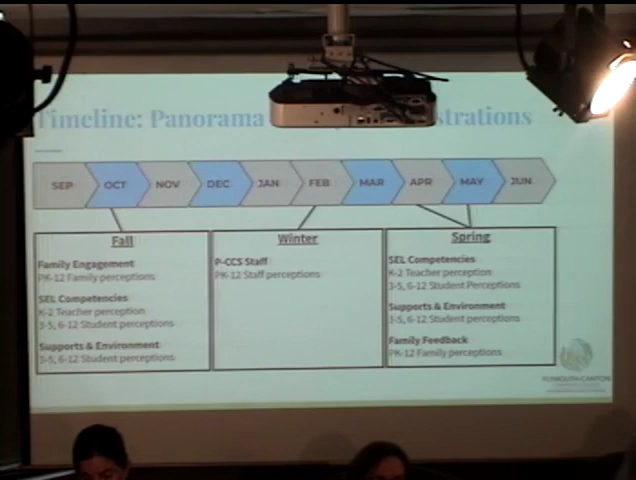 Timeline: Panorama strations
SEP OCT NOV DEC JAN FEB MAR APR MAY JUN
Fall
Family Engagement
PK-12 Family perceptions
SEL Competencies
K-2 Teacher perception
3-5, 6-12 Student perceptions
Supports & Environment
3-5, 6-12 Student perceptions
Winter
P-CCS Staff
PK-12 Staff perceptions
Spring
SEL Competencies
K-2 Teacher perception
3-5, 6-12 Student Perceptions
Supports & Environment
3-5, 6-12 Student perceptions
Family Feedback
PK-12 Family perceptions
PLYMOUTH-CANTON